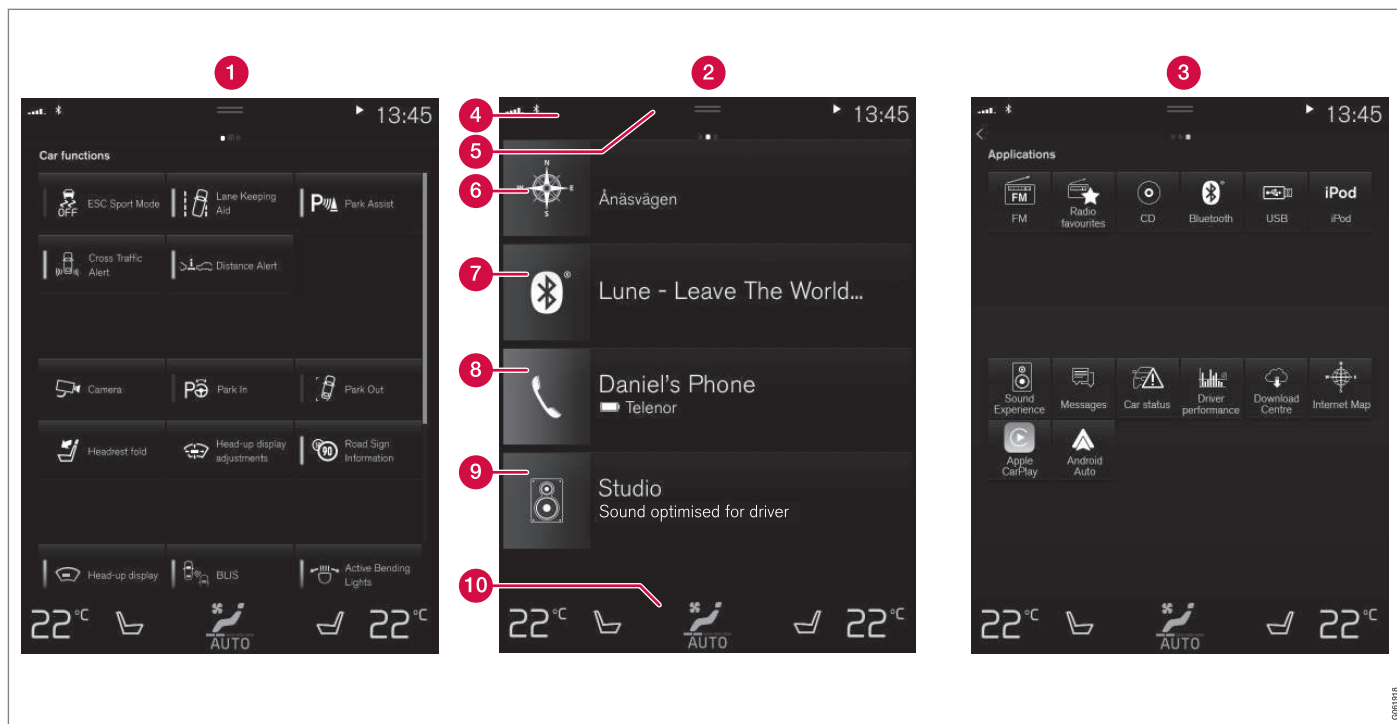 1
2
3
13:45
Car functions
ESC Sport Mode
OFF
Lane Keeping
Aid
P
Park Assist
Cross Traffic
Alert
Distance Alert
Camera
P
Park In
Park Out
Headrest fold
Head-up display
adjustments
90
Road Sign
Information
Head-up display
BLIS
Active Bending
Lights
22°C
AUTO
22°C
4
13:45
5
6
N
W
E
S
Ånäsvägen
7
Lune - Leave The World...
8
Daniel's Phone
Telenor
9
Studio
Sound optimised for driver
10
22°C
AUTO
22°C
13:45
Applications
FM
FM
Radio
favourites
CD
Bluetooth
USB
iPod
iPod
Sound
Experience
Messages
Car status
Driver
performance
Download
Centre
Internet Map
Apple
CarPlay
Android
Auto
22°C
AUTO
22°C
G061918